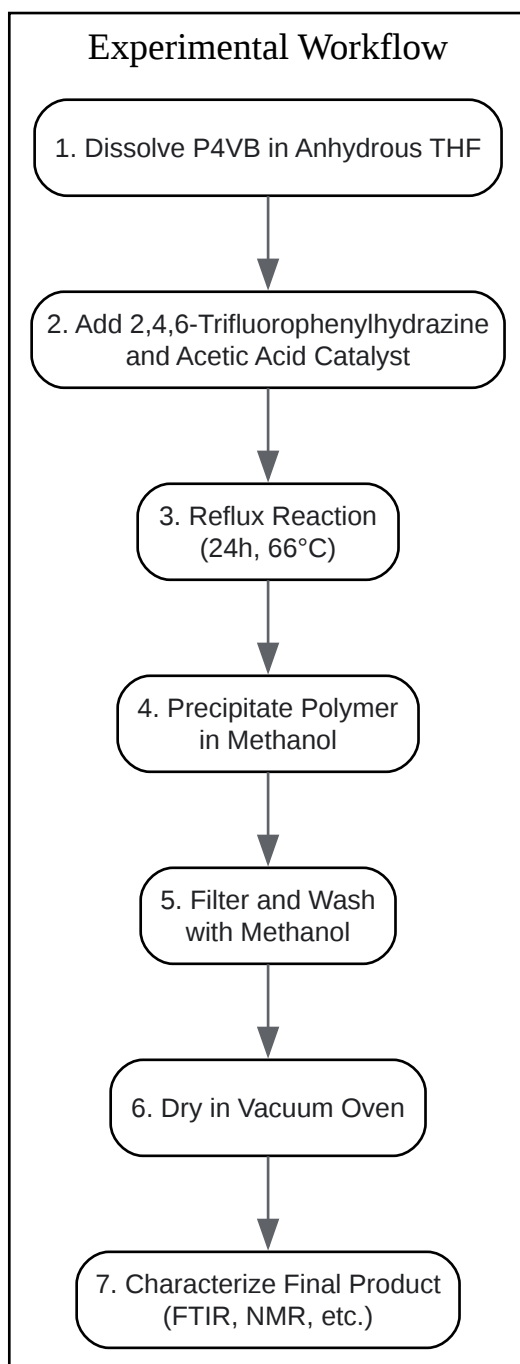 Experimental Workflow
1. Dissolve P4VB in Anhydrous THF
2. Add 2,4,6-Trifluorophenylhydrazine
and Acetic Acid Catalyst
3. Reflux Reaction
(24h, 66°C)
4. Precipitate Polymer
in Methanol
5. Filter and Wash
with Methanol
6. Dry in Vacuum Oven
7. Characterize Final Product
(FTIR, NMR, etc.)